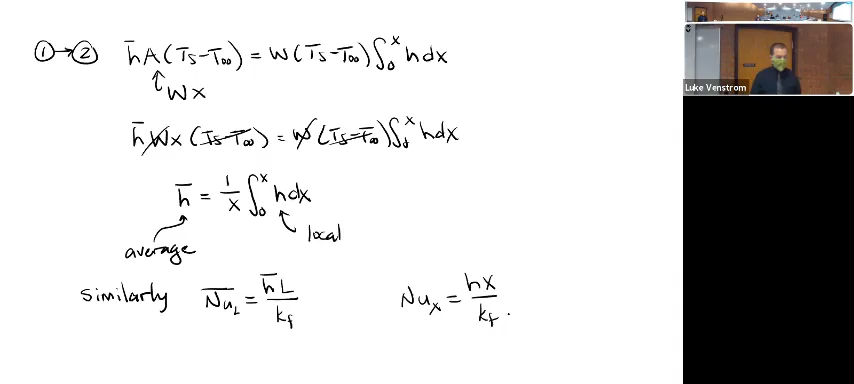 ① → ② h̄A(Ts-T∞) = W(Ts-T∞)∫₀ˣ h dx
Wx
h̄Wx(Ts-T∞) = W(Ts-T∞)∫₀ˣ h dx
h̄ = 1/x ∫₀ˣ h dx
average
local
similarly N̄ū_L = h̄L/k_f Nu_x = hx/k_f.
Luke Venstrom